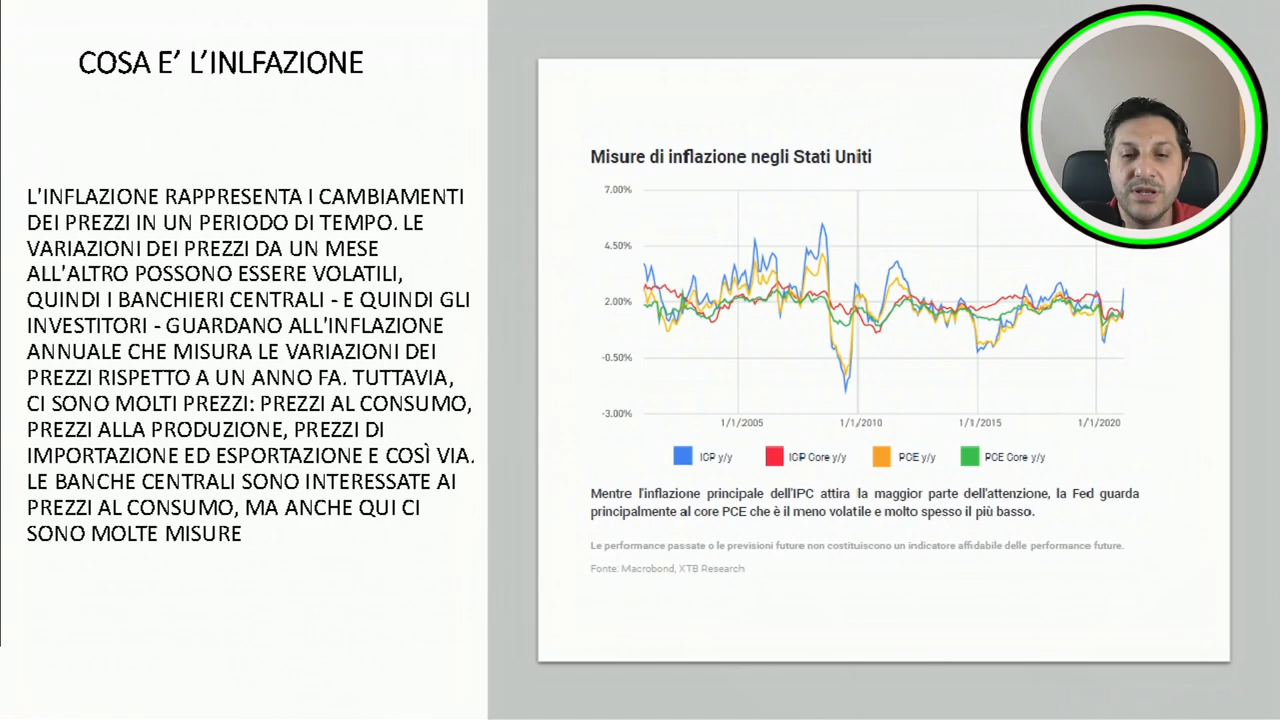 COSA E’ L’INLFAZIONE
L'INFLAZIONE RAPPRESENTA I CAMBIAMENTI
DEI PREZZI IN UN PERIODO DI TEMPO. LE
VARIAZIONI DEI PREZZI DA UN MESE
ALL'ALTRO POSSONO ESSERE VOLATILI,
QUINDI I BANCHIERI CENTRALI - E QUINDI GLI
INVESTITORI - GUARDANO ALL'INFLAZIONE
ANNUALE CHE MISURA LE VARIAZIONI DEI
PREZZI RISPETTO A UN ANNO FA. TUTTAVIA,
CI SONO MOLTI PREZZI: PREZZI AL CONSUMO,
PREZZI ALLA PRODUZIONE, PREZZI DI
IMPORTAZIONE ED ESPORTAZIONE E COSÌ VIA.
LE BANCHE CENTRALI SONO INTERESSATE AI
PREZZI AL CONSUMO, MA ANCHE QUI CI
SONO MOLTE MISURE
Misure di inflazione negli Stati Uniti
7.00%
4.50%
2.00%
-0.50%
-3.00%
1/1/2005 1/1/2010 1/1/2015 1/1/2020
ICP y/y ICP Core y/y PCE y/y PCE Core y/y
Mentre l'inflazione principale dell'IPC attira la maggior parte dell'attenzione, la Fed guarda
principalmente al core PCE che è il meno volatile e molto spesso il più basso.
Le performance passate o le previsioni future non costituiscono un indicatore affidabile delle performance future.
Fonte: Macrobond, XTB Research